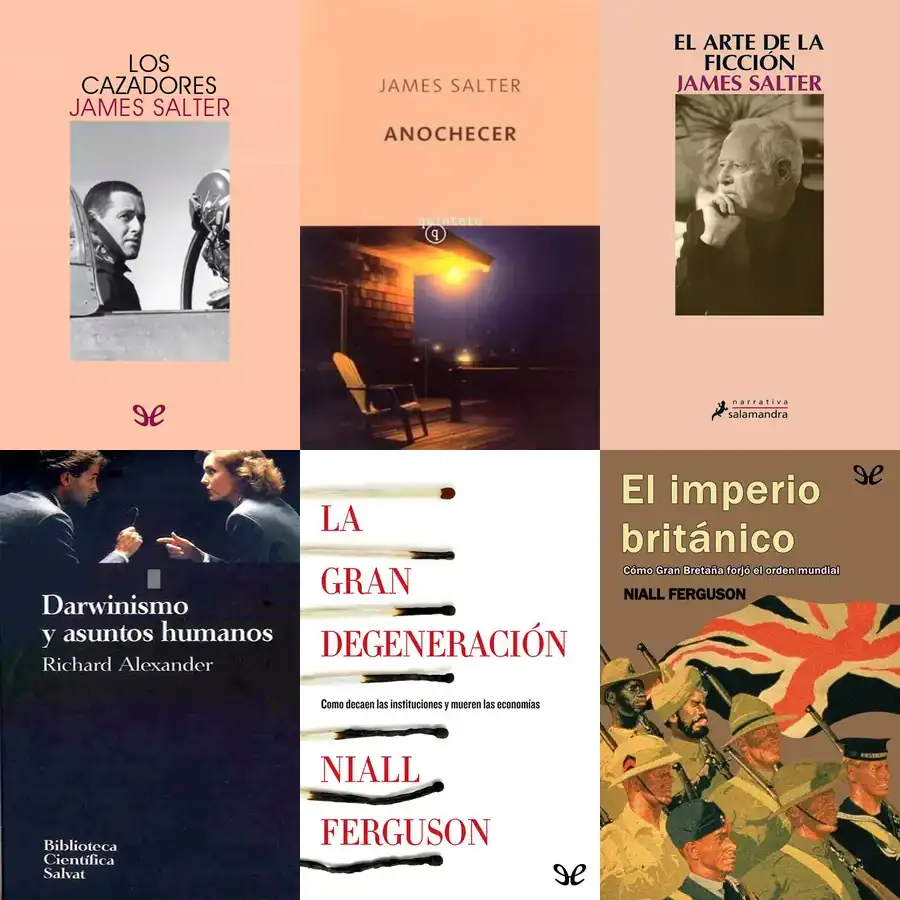 LOS
CAZADORES
JAMES SALTER
JAMES SALTER
ANOCHECER
quinteto
q
EL ARTE DE LA
FICCIÓN
JAMES SALTER
narrativa
salamandra
Darwinismo
y asuntos humanos
Richard Alexander
Biblioteca
Científica
Salvat
LA
GRAN
DEGENERACIÓN
Como decaen las instituciones y mueren las economías
NIALL
FERGUSON
El imperio
británico
Cómo Gran Bretaña forjó el orden mundial
NIALL FERGUSON